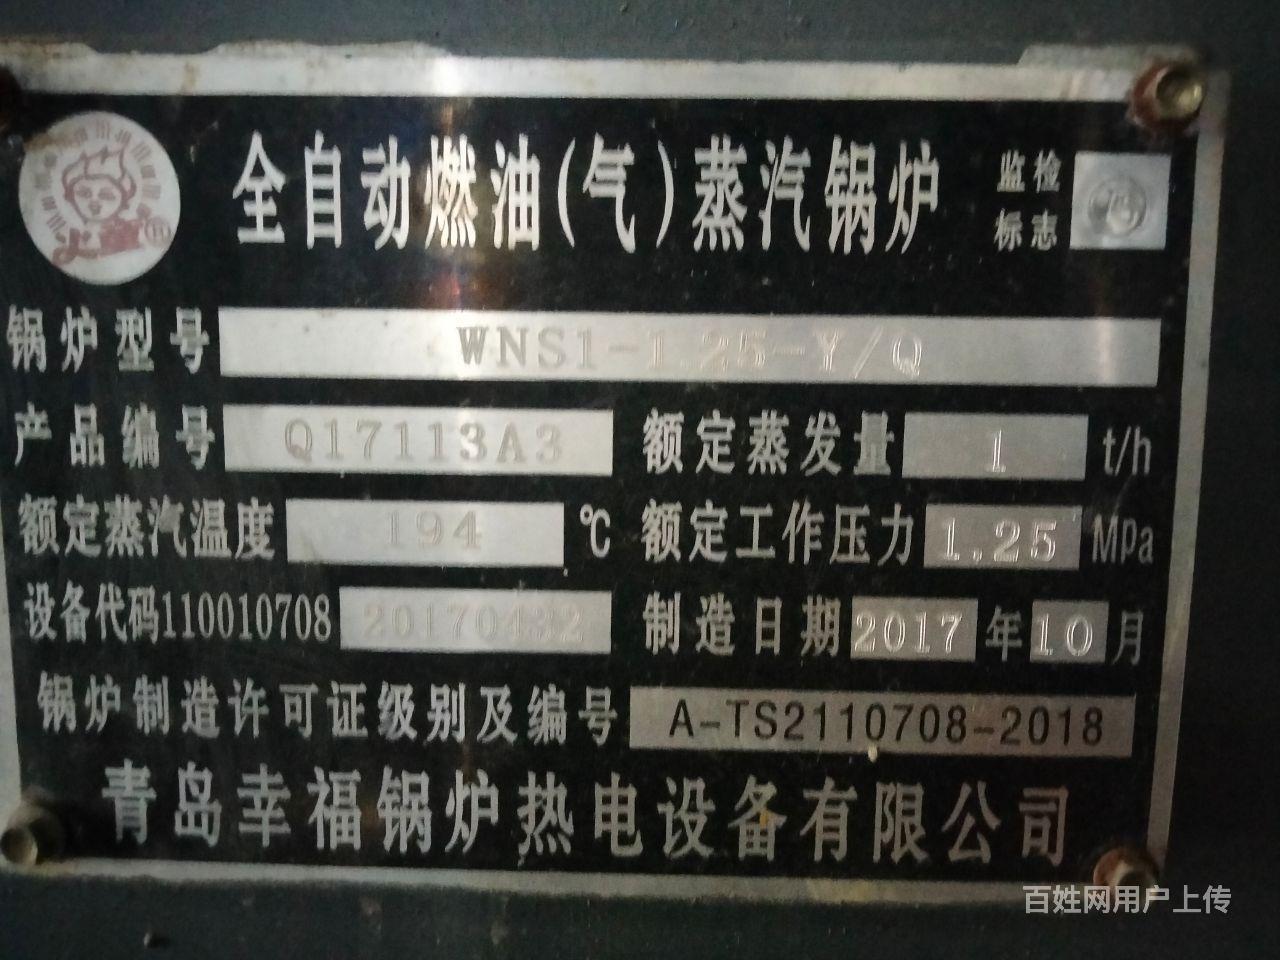 全自动燃油(气)蒸汽锅炉 监检标志
锅炉型号 WNS1-1.25-Y/Q
产品编号 Q17113A3 额定蒸发量 1 t/h
额定蒸汽温度 194 ℃ 额定工作压力 1.25 MPa
设备代码110010708 20170432 制造日期 2017 年 10 月
锅炉制造许可证级别及编号 A-TS2110708-2018
青岛幸福锅炉热电设备有限公司
百姓网用户上传